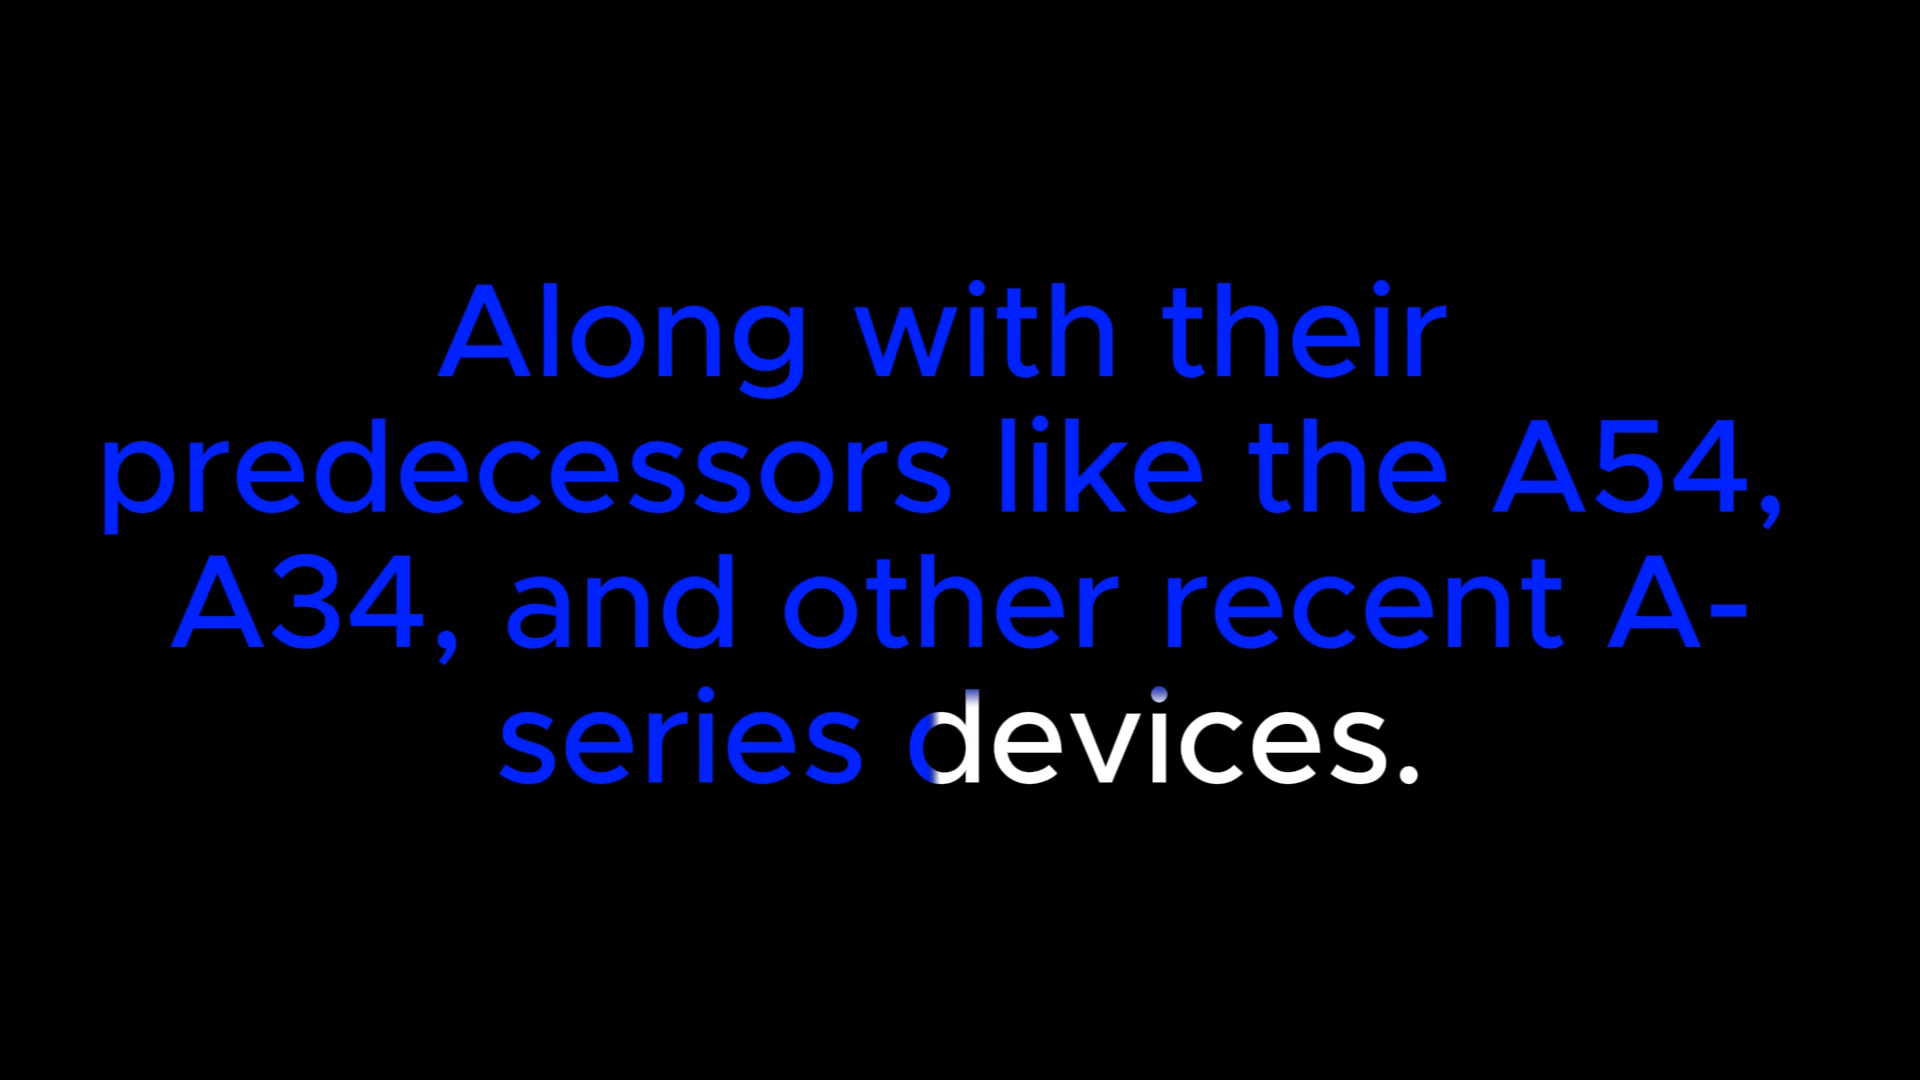 Along with their
predecessors like the A54,
A34, and other recent A-
series devices.